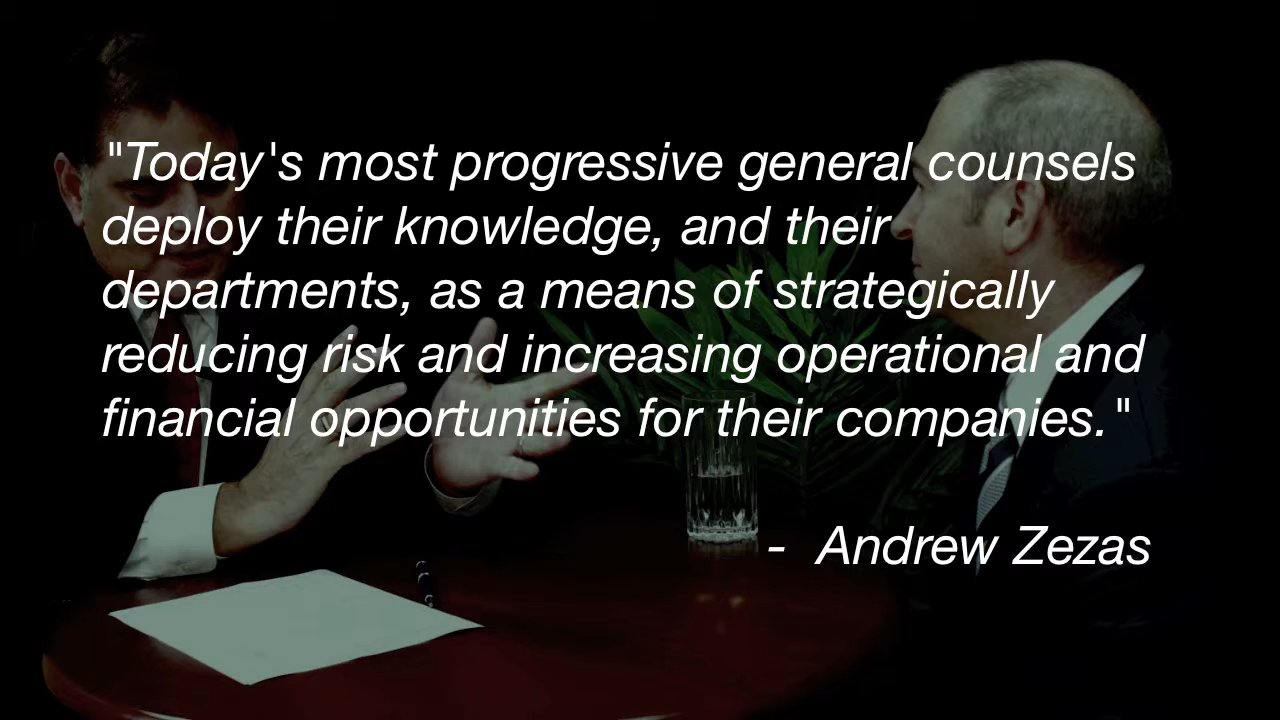 "Today's most progressive general counsels
deploy their knowledge, and their
departments, as a means of strategically
reducing risk and increasing operational and
financial opportunities for their companies."
- Andrew Zezas